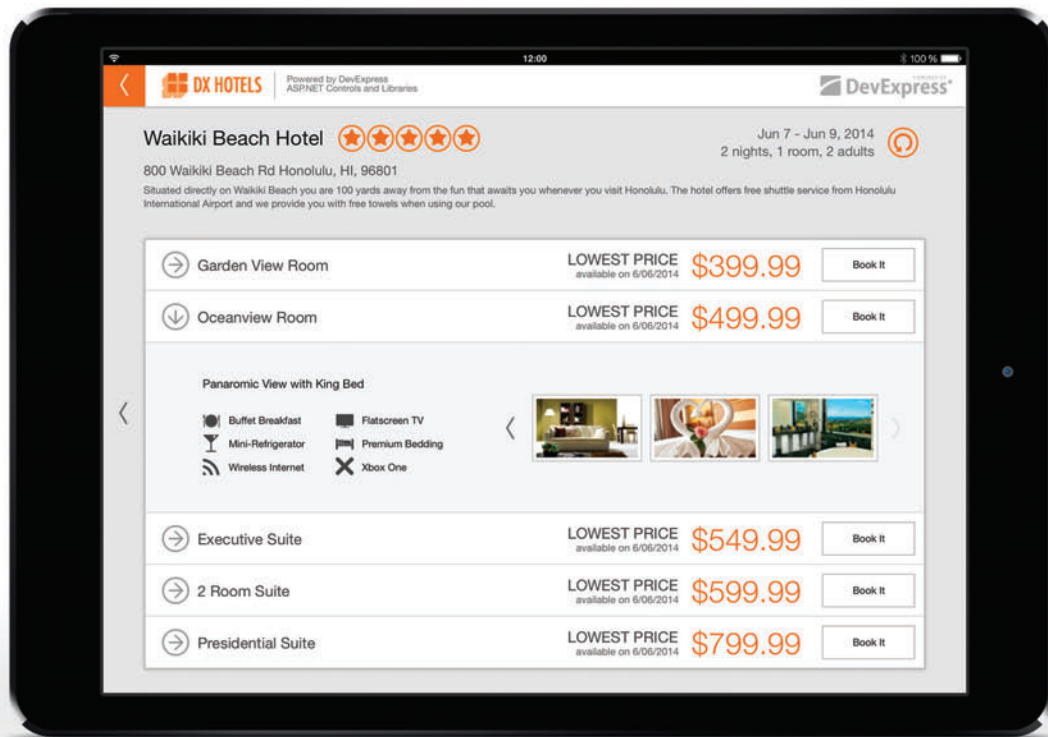 12:00
100 %
DX HOTELS
Powered by DevExpress
ASP.NET Controls and Libraries
DevExpress
Waikiki Beach Hotel
Jun 7 - Jun 9, 2014
2 nights, 1 room, 2 adults
800 Waikiki Beach Rd Honolulu, HI, 96801
Situated directly on Waikiki Beach you are 100 yards away from the fun that awaits you whenever you visit Honolulu. The hotel offers free shuttle service from Honolulu
International Airport and we provide you with free towels when using our pool.
Garden View Room
LOWEST PRICE
available on 6/06/2014
$399.99
Book It
Oceanview Room
LOWEST PRICE
available on 6/06/2014
$499.99
Book It
Panaromic View with King Bed
Buffet Breakfast
Flatscreen TV
Mini-Refrigerator
Premium Bedding
Wireless Internet
Xbox One
Executive Suite
LOWEST PRICE
available on 6/06/2014
$549.99
Book It
2 Room Suite
LOWEST PRICE
available on 6/06/2014
$599.99
Book It
Presidential Suite
LOWEST PRICE
available on 6/06/2014
$799.99
Book It